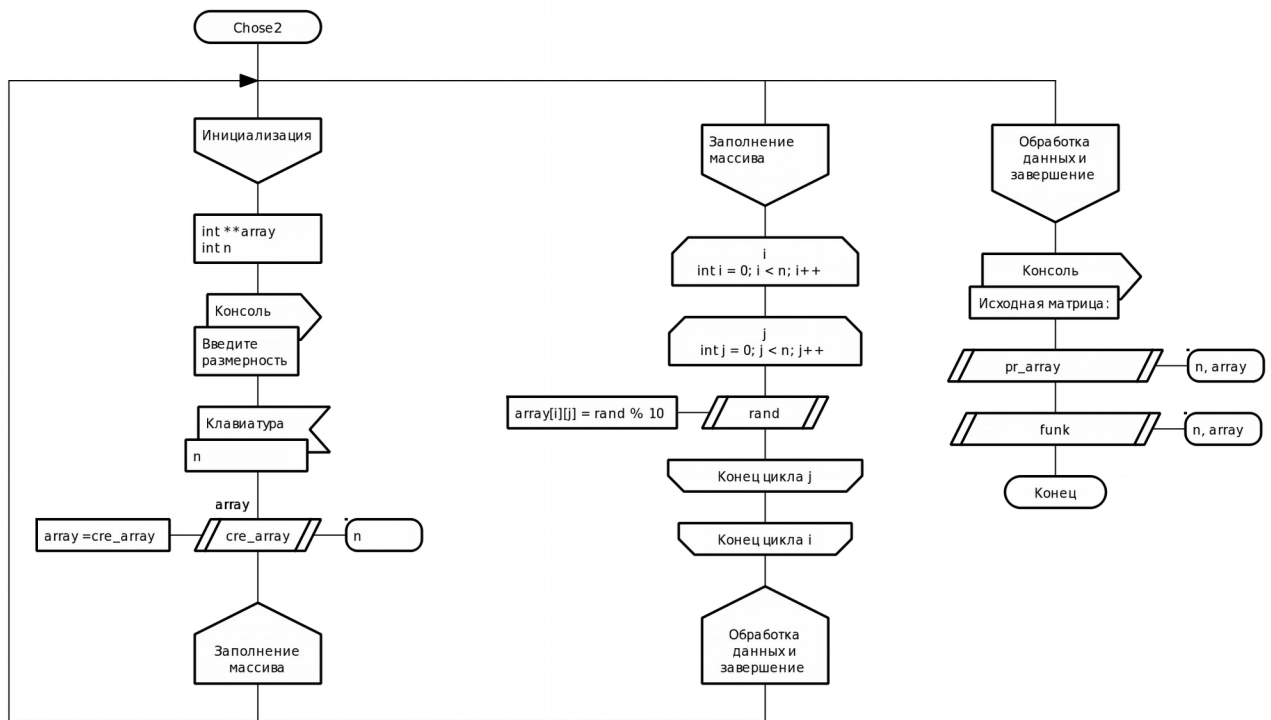 Chose2
Инициализация
int **array
int n
Консоль
Введите
размерность
Клавиатура
n
array
array =cre_array
cre_array
n
Заполнение
массива
Заполнение
массива
i
int i = 0; i < n; i++
j
int j = 0; j < n; j++
array[i][j] = rand % 10
rand
Конец цикла j
Конец цикла i
Обработка
данных и
завершение
Обработка
данных и
завершение
Консоль
Исходная матрица:
pr_array
n, array
funk
n, array
Конец